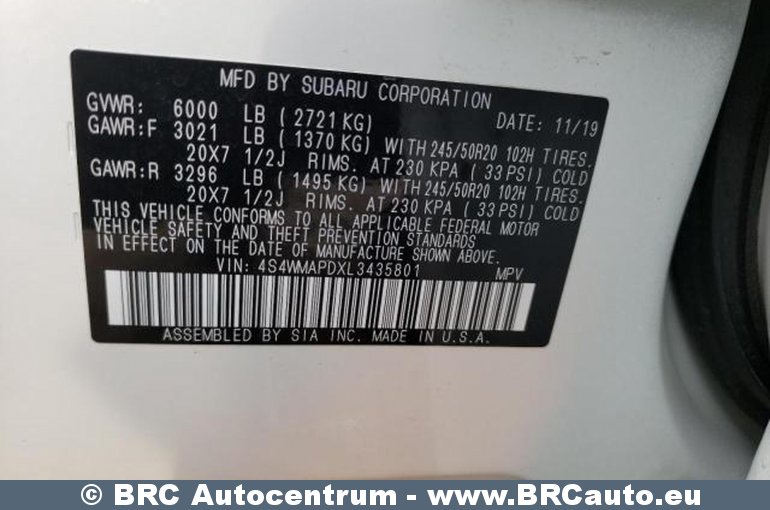 MFD BY SUBARU CORPORATION
GVWR: 6000 LB ( 2721 KG) DATE: 11/19
GAWR:F 3021 LB ( 1370 KG) WITH 245/50R20 102H TIRES.
20X7 1/2J RIMS. AT 230 KPA ( 33 PSI) COLD
GAWR:R 3296 LB ( 1495 KG) WITH 245/50R20 102H TIRES.
20X7 1/2J RIMS. AT 230 KPA ( 33 PSI) COLD
THIS VEHICLE CONFORMS TO ALL APPLICABLE FEDERAL MOTOR
VEHICLE SAFETY AND THEFT PREVENTION STANDARDS
IN EFFECT ON THE DATE OF MANUFACTURE SHOWN ABOVE.
VIN: 4S4WMAPDXL3435801 MPV
ASSEMBLED BY SIA INC. MADE IN U.S.A.
© BRC Autocentrum - www.BRCauto.eu